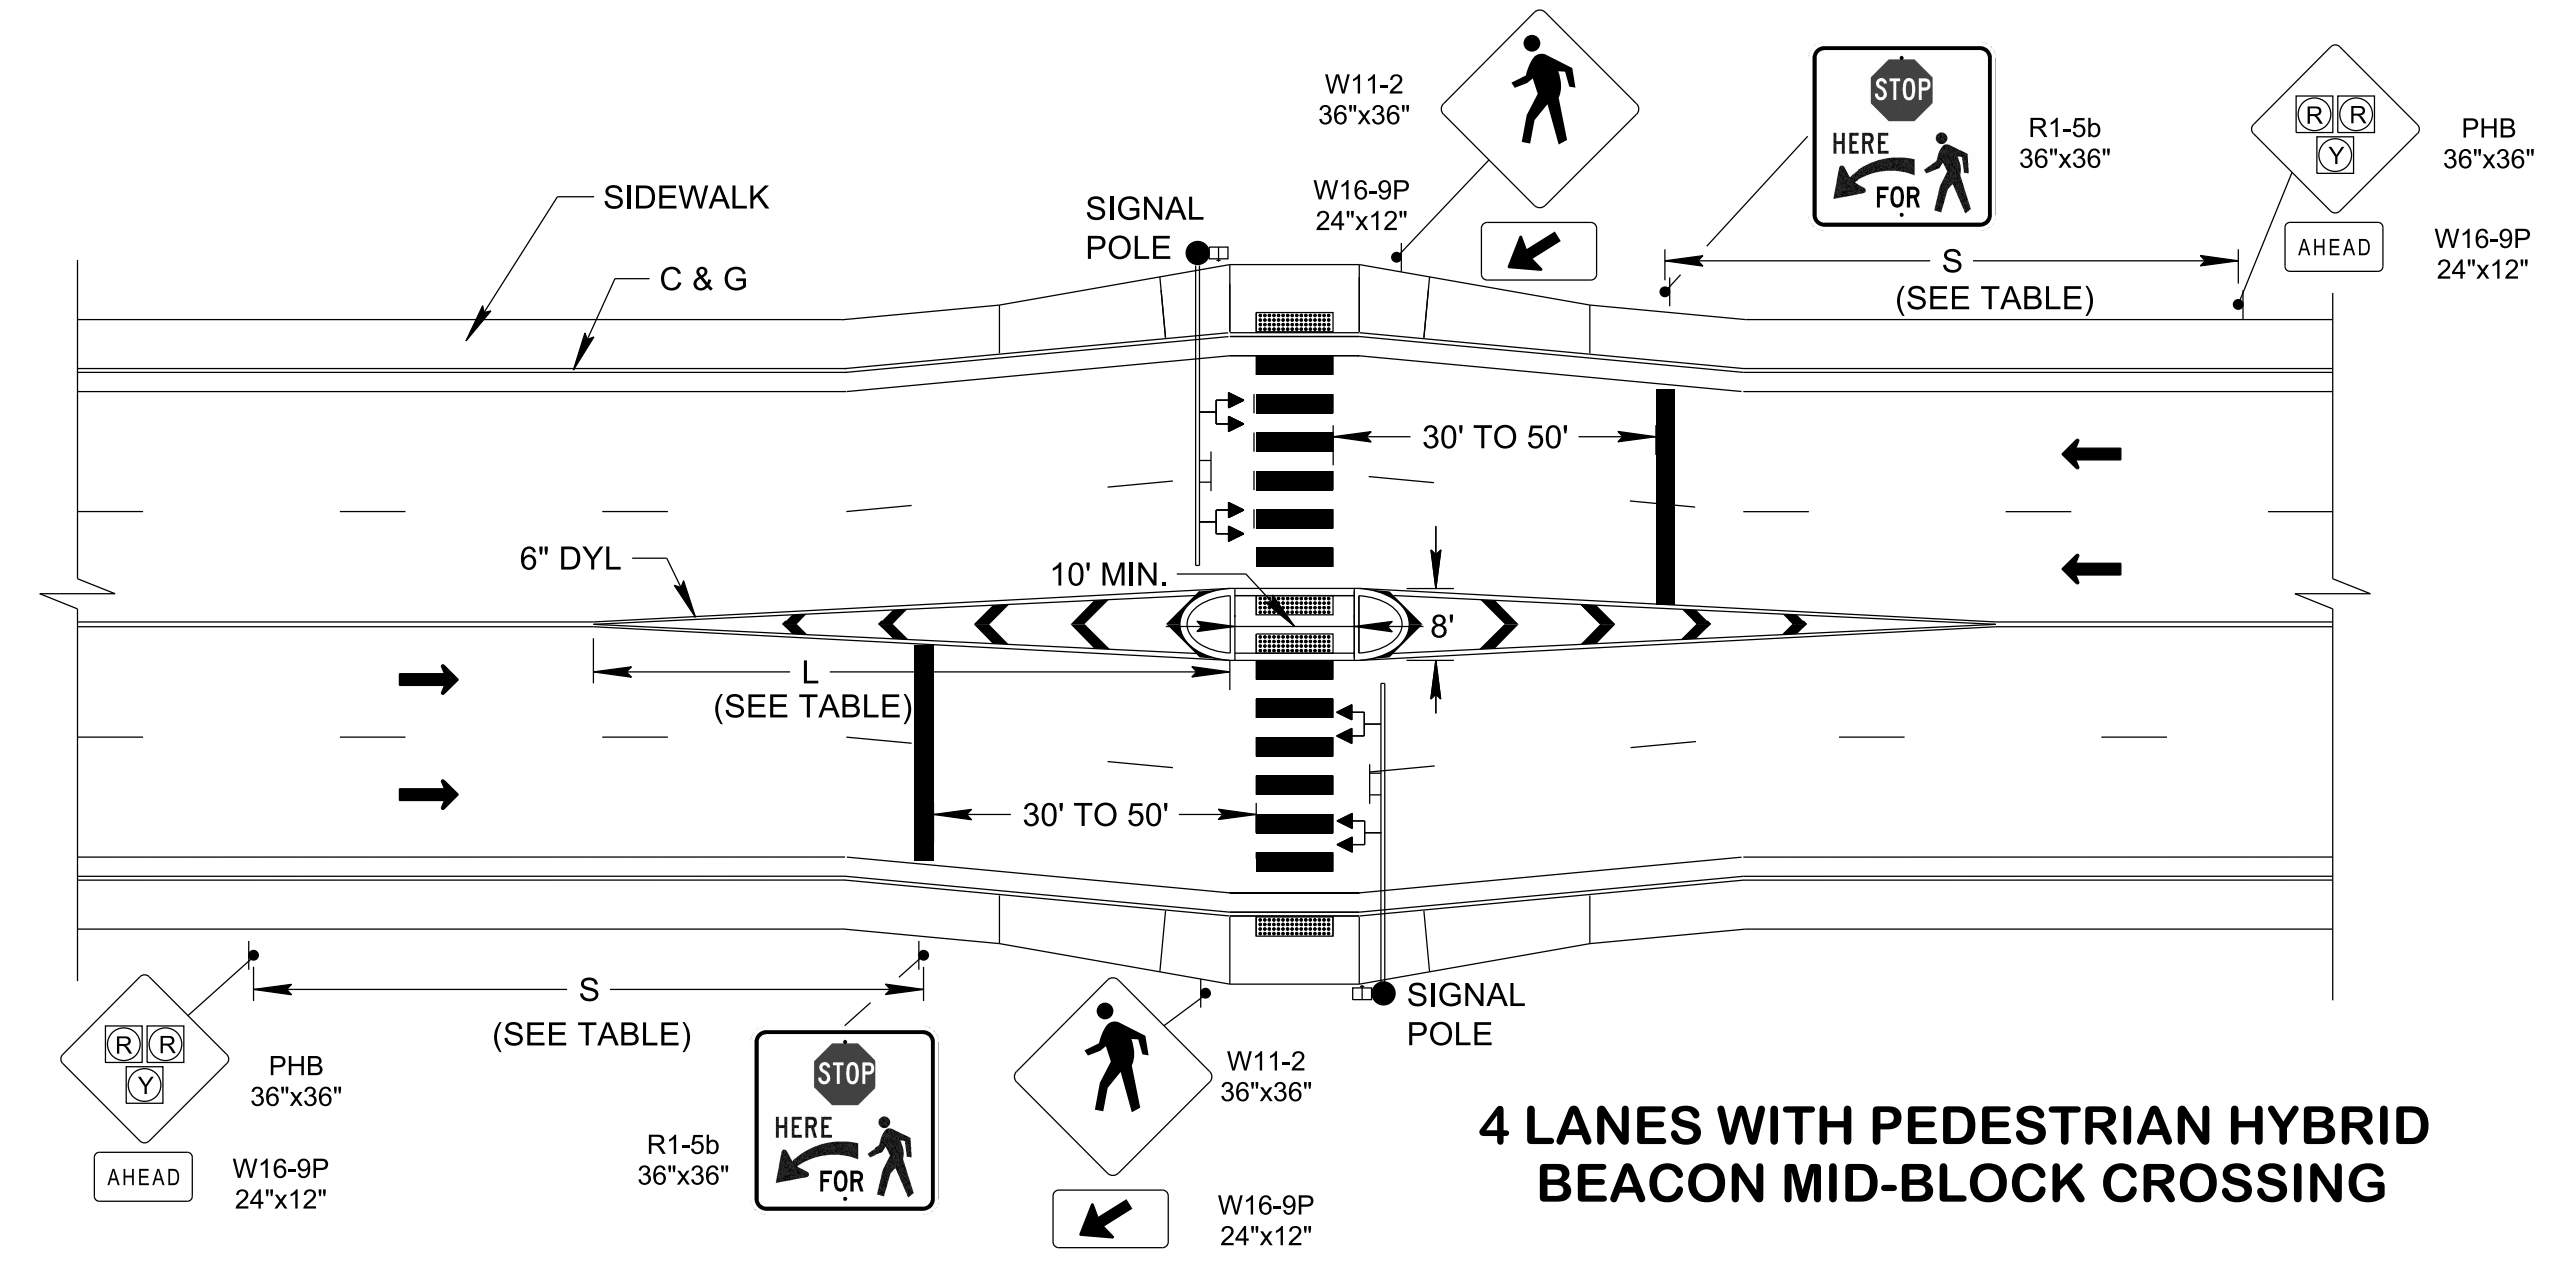 W11-2
36"x36"
W16-9P
24"x12"
STOP
HERE
FOR
R1-5b
36"x36"
R R
Y
AHEAD
PHB
36"x36"
W16-9P
24"x12"
SIDEWALK
C & G
SIGNAL
POLE
S
(SEE TABLE)
30' TO 50'
6" DYL
10' MIN.
8'
L
(SEE TABLE)
30' TO 50'
S
(SEE TABLE)
R R
Y
AHEAD
PHB
36"x36"
W16-9P
24"x12"
R1-5b
36"x36"
STOP
HERE
FOR
W11-2
36"x36"
W16-9P
24"x12"
SIGNAL
POLE
4 LANES WITH PEDESTRIAN HYBRID
BEACON MID-BLOCK CROSSING